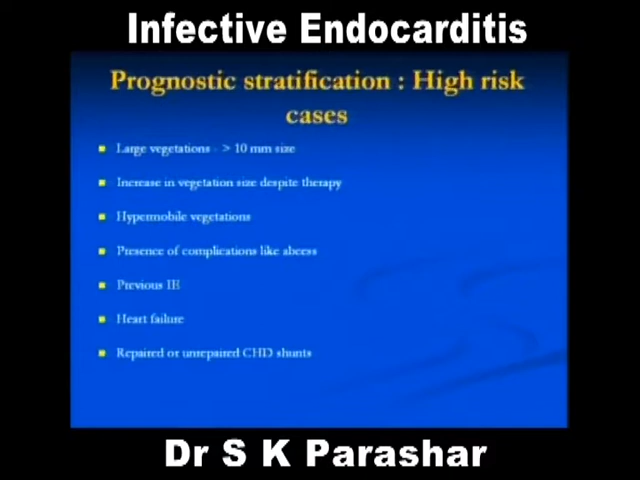 Infective Endocarditis
Prognostic stratification : High risk
cases
Large vegetations - > 10 mm size
Increase in vegetation size despite therapy
Hypermobile vegetations
Presence of complications like abcess
Previous IE
Heart failure
Repaired or unrepaired CHD shunts
Dr S K Parashar